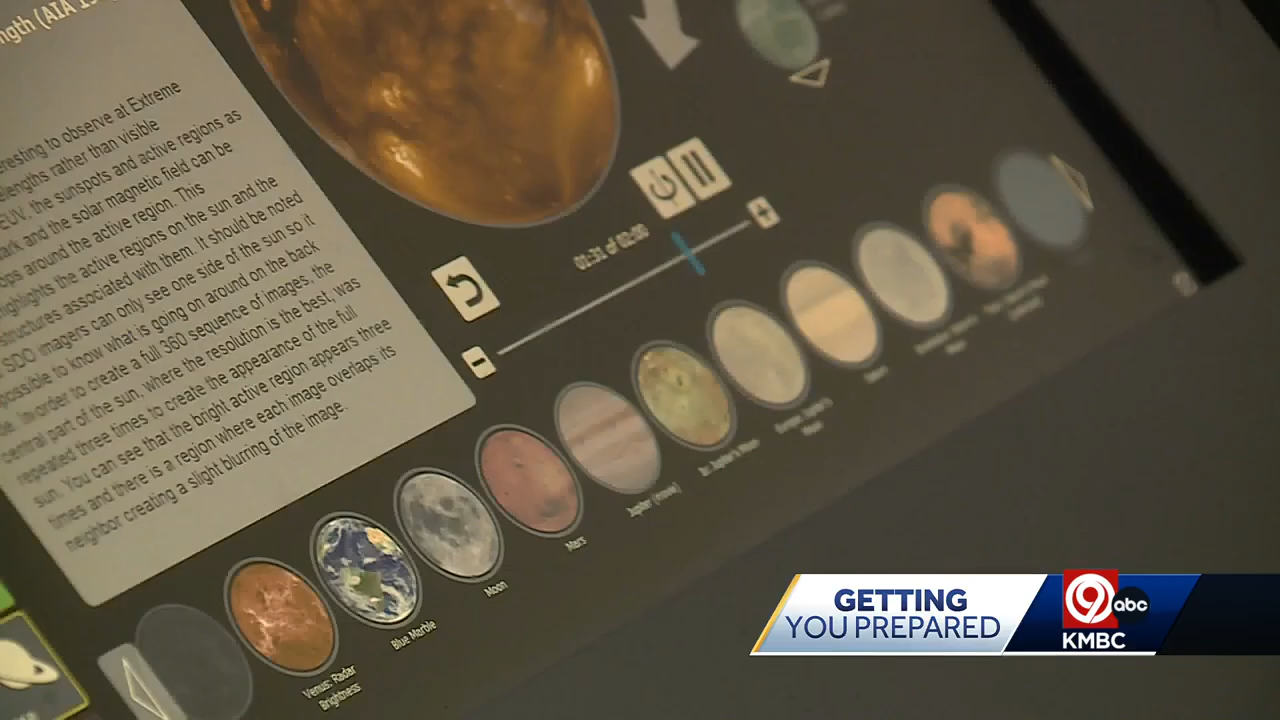 ngth (AIA
resting to observe at Extreme
elengths rather than visible
EUV, the sunspots and active regions as
ark and the solar magnetic field can be
ops around the active region. This
ighlights the active regions on the sun and the
structures associated with them. It should be noted
SDO imagers can only see one side of the sun so it
possible to know what is going on around on the back
de. In order to create a full 360 sequence of images, the
central part of the sun, where the resolution is the best, was
repeated three times to create the appearance of the full
sun. You can see that the bright active region appears three
times and there is a region where each image overlaps its
neighbor creating a slight blurring of the image.
01:31 of 02:00
Venus: Radar
Brightness
Blue Marble
Moon
Mars
Jupiter (movie)
Io: Jupiter's Moon
Europa: Jupiter's
Moon
GETTING
YOU PREPARED
9
abc
KMBC